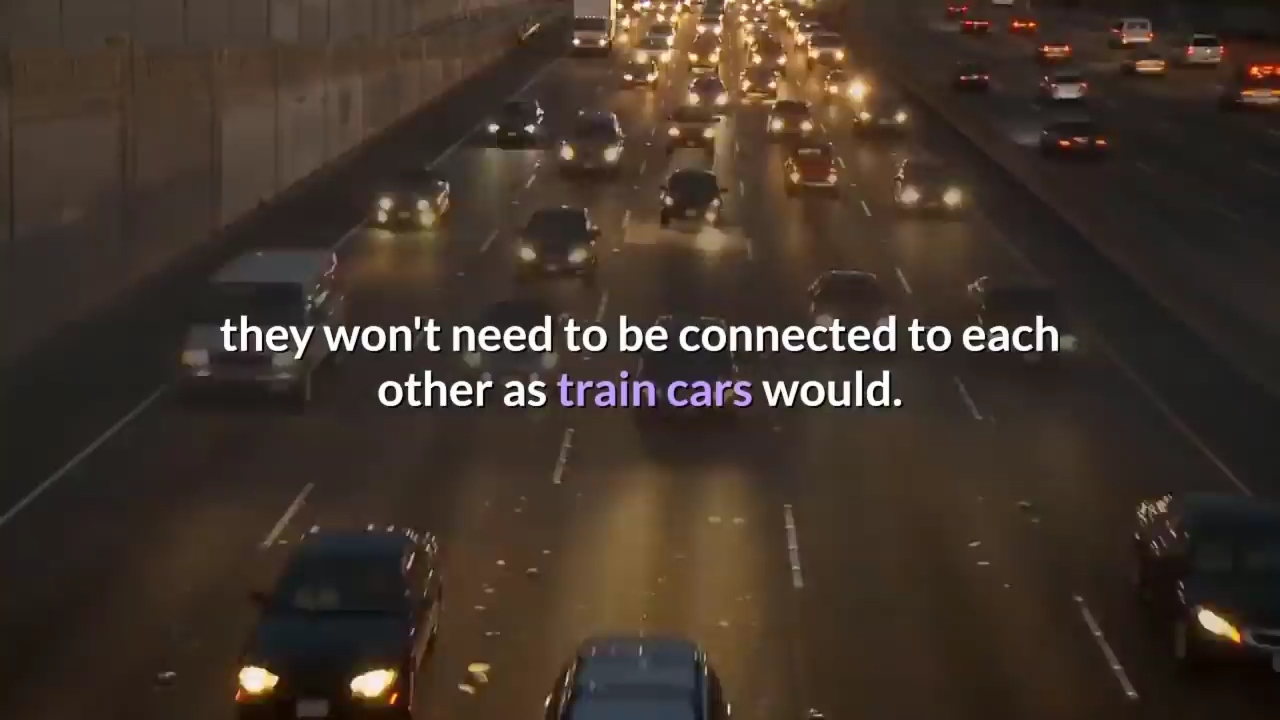 they won't need to be connected to each
other as train cars would.